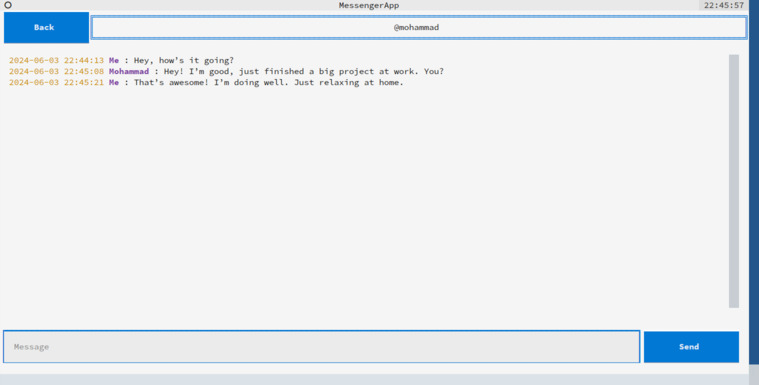 MessengerApp 22:45:57
Back @mohammad
2024-06-03 22:44:13 Me : Hey, how's it going?
2024-06-03 22:45:08 Mohammad : Hey! I'm good, just finished a big project at work. You?
2024-06-03 22:45:21 Me : That's awesome! I'm doing well. Just relaxing at home.
Message Send